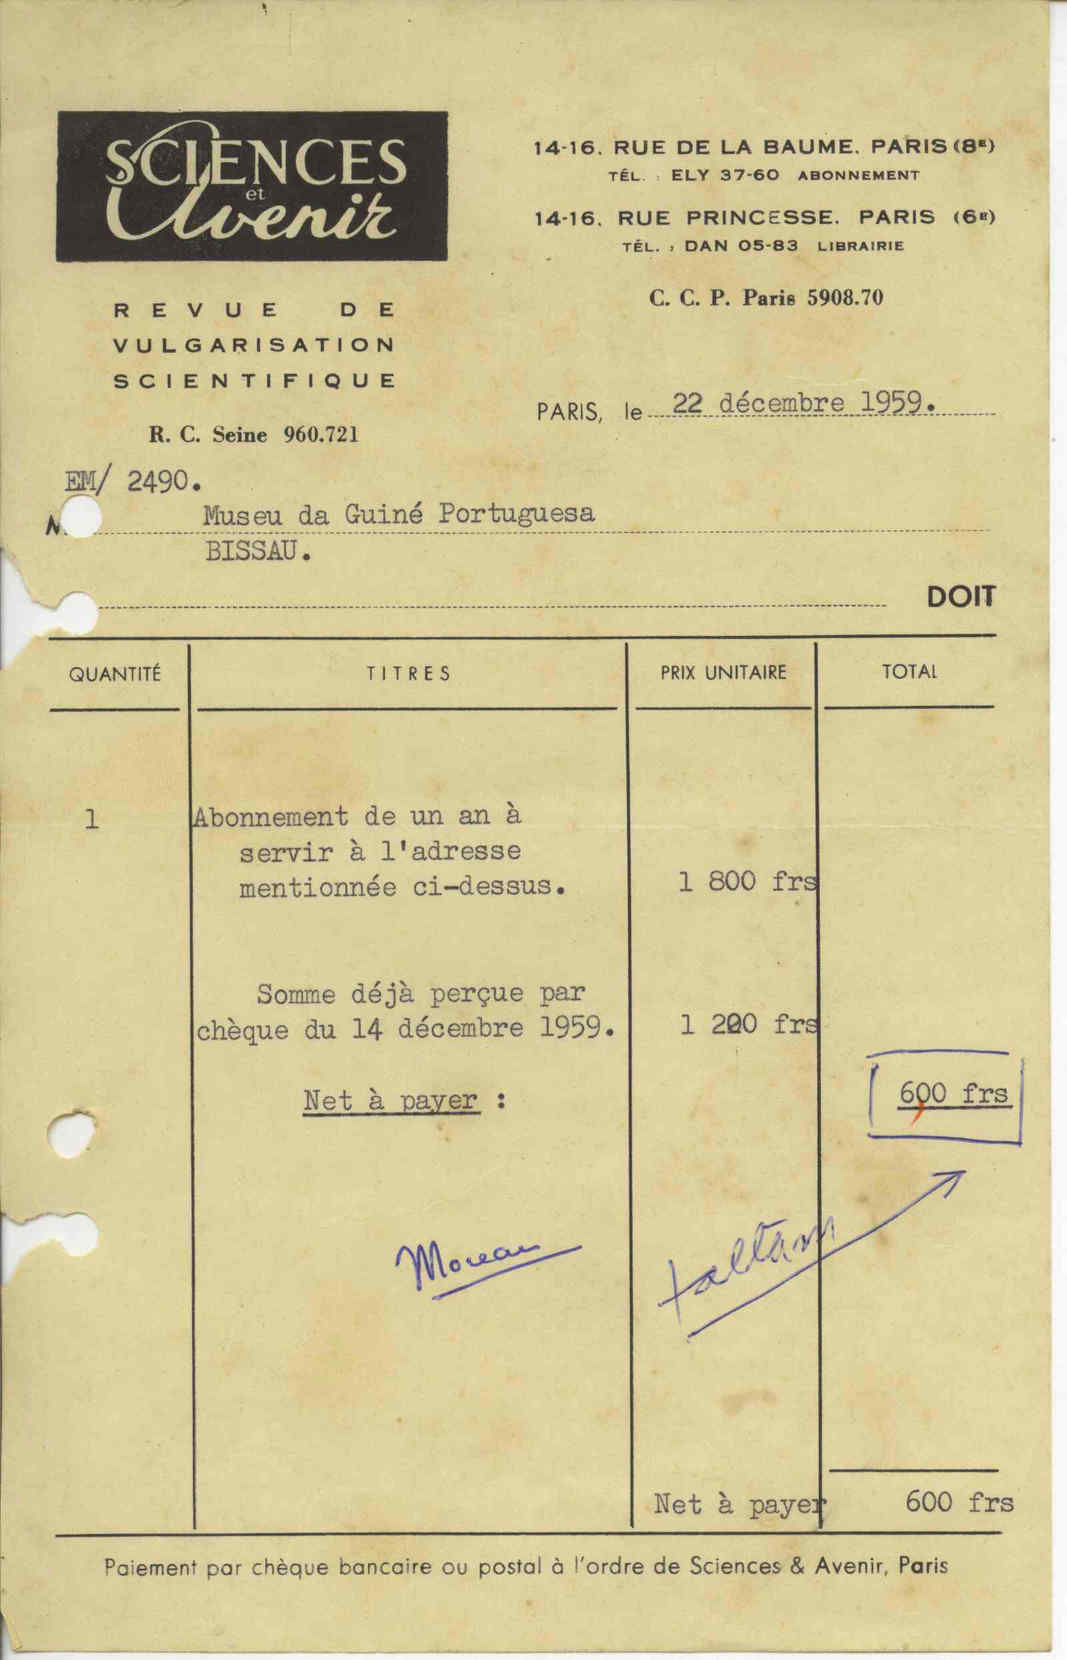 SCIENCES
et
Avenir
REVUE DE
VULGARISATION
SCIENTIFIQUE
R. C. Seine 960.721
14-16, RUE DE LA BAUME. PARIS (8E)
TÉL. : ELY 37-60 ABONNEMENT
14-16, RUE PRINCESSE. PARIS (6E)
TÉL. : DAN 05-83 LIBRAIRIE
C. C. P. Paris 5908.70
PARIS, le 22 décembre 1959.
EM/ 2490.
M Museu da Guiné Portuguesa
BISSAU.
DOIT
QUANTITÉ TITRES PRIX UNITAIRE TOTAL
1 Abonnement de un an à
servir à l'adresse
mentionnée ci-dessus. 1 800 frs
Somme déjà perçue par
chèque du 14 décembre 1959. 1 200 frs
Net à payer : 600 frs
faltam
Net à payer 600 frs
Paiement par chèque bancaire ou postal à l'ordre de Sciences & Avenir, Paris